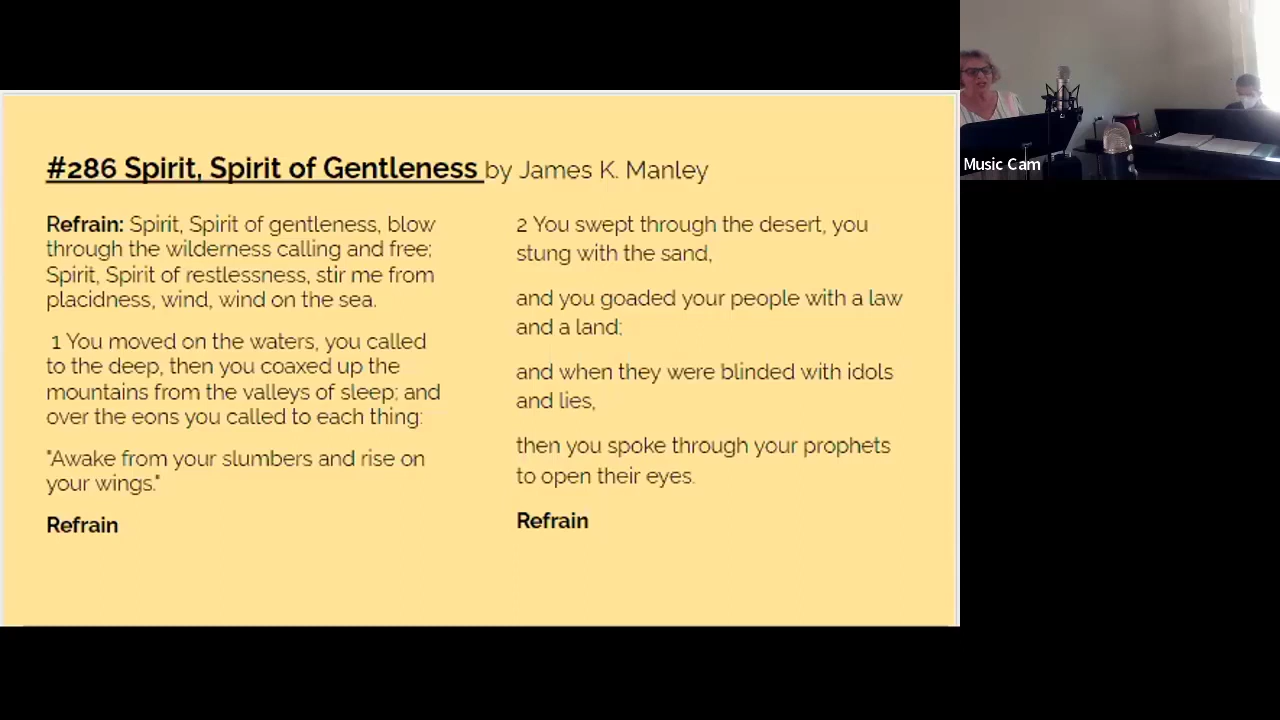 #286 Spirit, Spirit of Gentleness by James K. Manley
Refrain: Spirit, Spirit of gentleness, blow
through the wilderness calling and free;
Spirit, Spirit of restlessness, stir me from
placidness, wind, wind on the sea.
1 You moved on the waters, you called
to the deep, then you coaxed up the
mountains from the valleys of sleep; and
over the eons you called to each thing:
"Awake from your slumbers and rise on
your wings."
Refrain
2 You swept through the desert, you
stung with the sand,
and you goaded your people with a law
and a land;
and when they were blinded with idols
and lies,
then you spoke through your prophets
to open their eyes.
Refrain
Music Cam